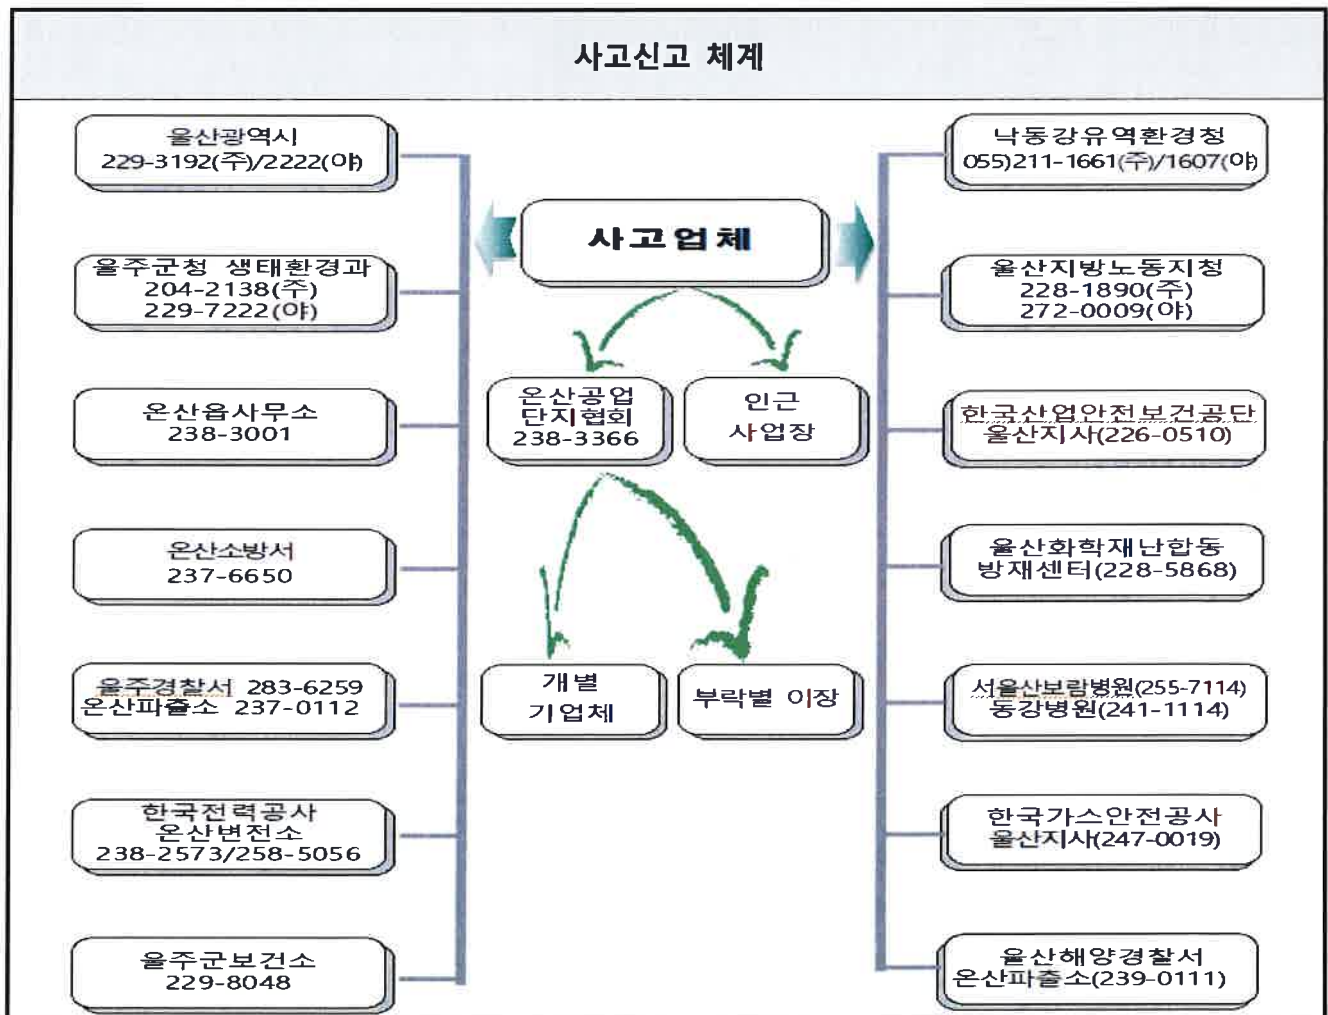 사고신고 체계
울산광역시
229-3192(주)/2222(야)
울주군청 생태환경과
204-2138(주)
229-7222(야)
온산읍사무소
238-3001
온산소방서
237-6650
울주경찰서 283-6259
온산파출소 237-0112
한국전력공사
온산변전소
238-2573/258-5056
울주군보건소
229-8048
사고업체
온산공업
단지협회
238-3366
인근
사업장
개별
기업체
부락별 이장
낙동강유역환경청
055)211-1661(주)/1607(야)
울산지방노동지청
228-1890(주)
272-0009(야)
한국산업안전보건공단
울산지사(226-0510)
울산화학재난합동
방재센터(228-5868)
서울산보람병원(255-7114)
동강병원(241-1114)
한국가스안전공사
울산지사(247-0019)
울산해양경찰서
온산파출소(239-0111)